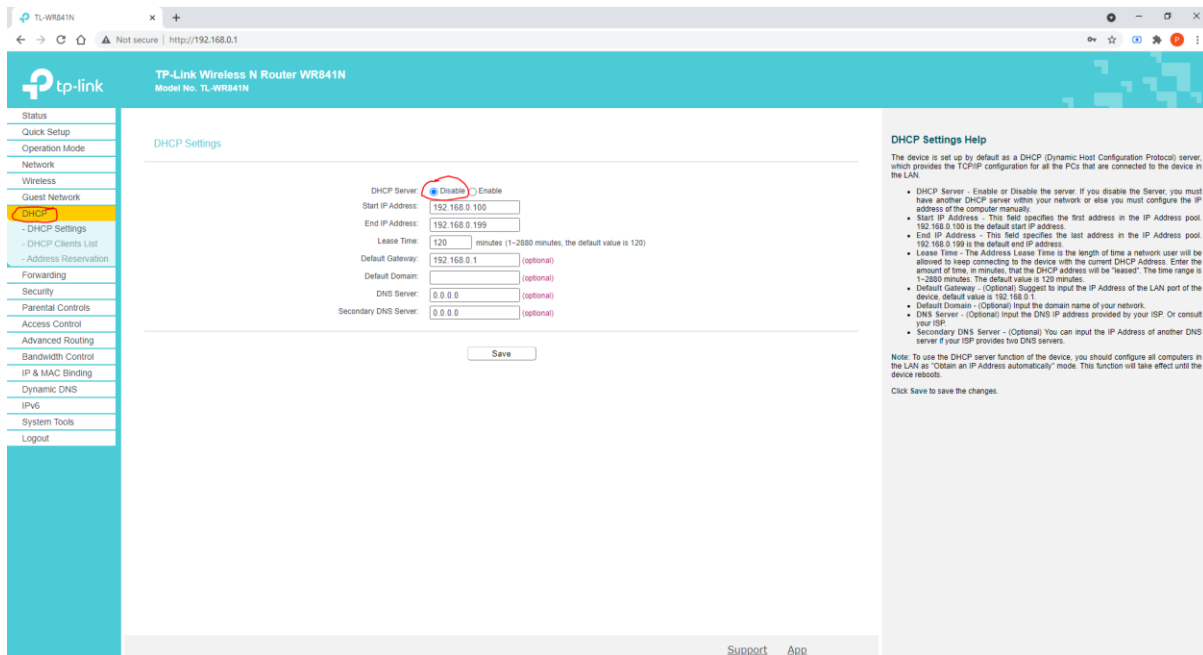 TL-WR841N
Not secure | http://192.168.0.1
P
tp-link
TP-Link Wireless N Router WR841N
Model No. TL-WR841N
Status
Quick Setup
Operation Mode
Network
Wireless
Guest Network
DHCP
- DHCP Settings
- DHCP Clients List
- Address Reservation
Forwarding
Security
Parental Controls
Access Control
Advanced Routing
Bandwidth Control
IP & MAC Binding
Dynamic DNS
IPv6
System Tools
Logout
DHCP Settings
DHCP Server: Disable Enable
Start IP Address: 192.168.0.100
End IP Address: 192.168.0.199
Lease Time: 120 minutes (1~2880 minutes, the default value is 120)
Default Gateway: 192.168.0.1 (optional)
Default Domain: (optional)
DNS Server: 0.0.0.0 (optional)
Secondary DNS Server: 0.0.0.0 (optional)
Save
DHCP Settings Help
The device is set up by default as a DHCP (Dynamic Host Configuration Protocol) server,
which provides the TCP/IP configuration for all the PCs that are connected to the device in
the LAN.
• DHCP Server - Enable or Disable the server. If you disable the Server, you must
have another DHCP server within your network or else you must configure the IP
address of the computer manually.
• Start IP Address - This field specifies the first address in the IP Address pool.
192.168.0.100 is the default start IP address.
• End IP Address - This field specifies the last address in the IP Address pool.
192.168.0.199 is the default end IP address.
• Lease Time - The Address Lease Time is the length of time a network user will be
allowed to keep connecting to the device with the current DHCP Address. Enter the
amount of time, in minutes, that the DHCP address will be "leased". The time range is
1~2880 minutes. The default value is 120 minutes.
• Default Gateway - (Optional) Suggest to input the IP Address of the LAN port of the
device, default value is 192.168.0.1.
• Default Domain - (Optional) Input the domain name of your network.
• DNS Server - (Optional) Input the DNS IP address provided by your ISP. Or consult
your ISP.
• Secondary DNS Server - (Optional) You can input the IP Address of another DNS
server if your ISP provides two DNS servers.
Note: To use the DHCP server function of the device, you should configure all computers in
the LAN as "Obtain an IP Address automatically" mode. This function will take effect until the
device reboots.
Click Save to save the changes.
Support App